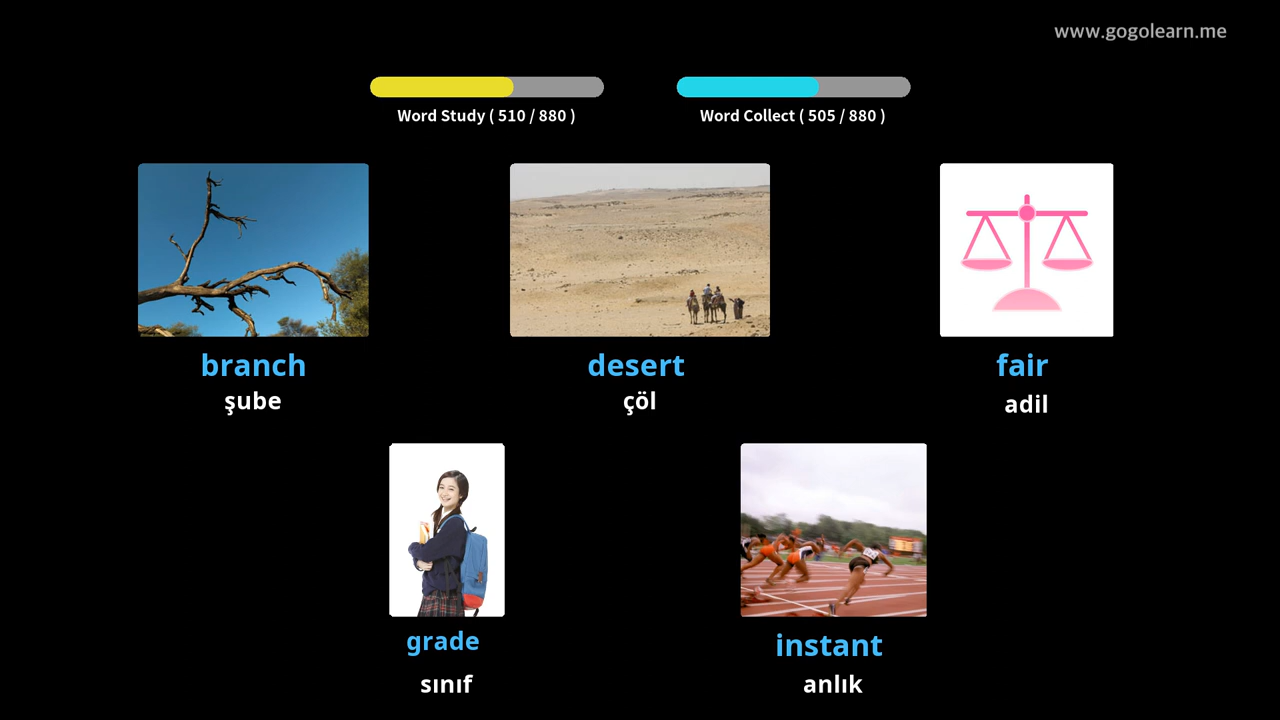 www.gogolearn.me
Word Study ( 510 / 880 )
Word Collect ( 505 / 880 )
branch
şube
desert
çöl
fair
adil
grade
sınıf
instant
anlık